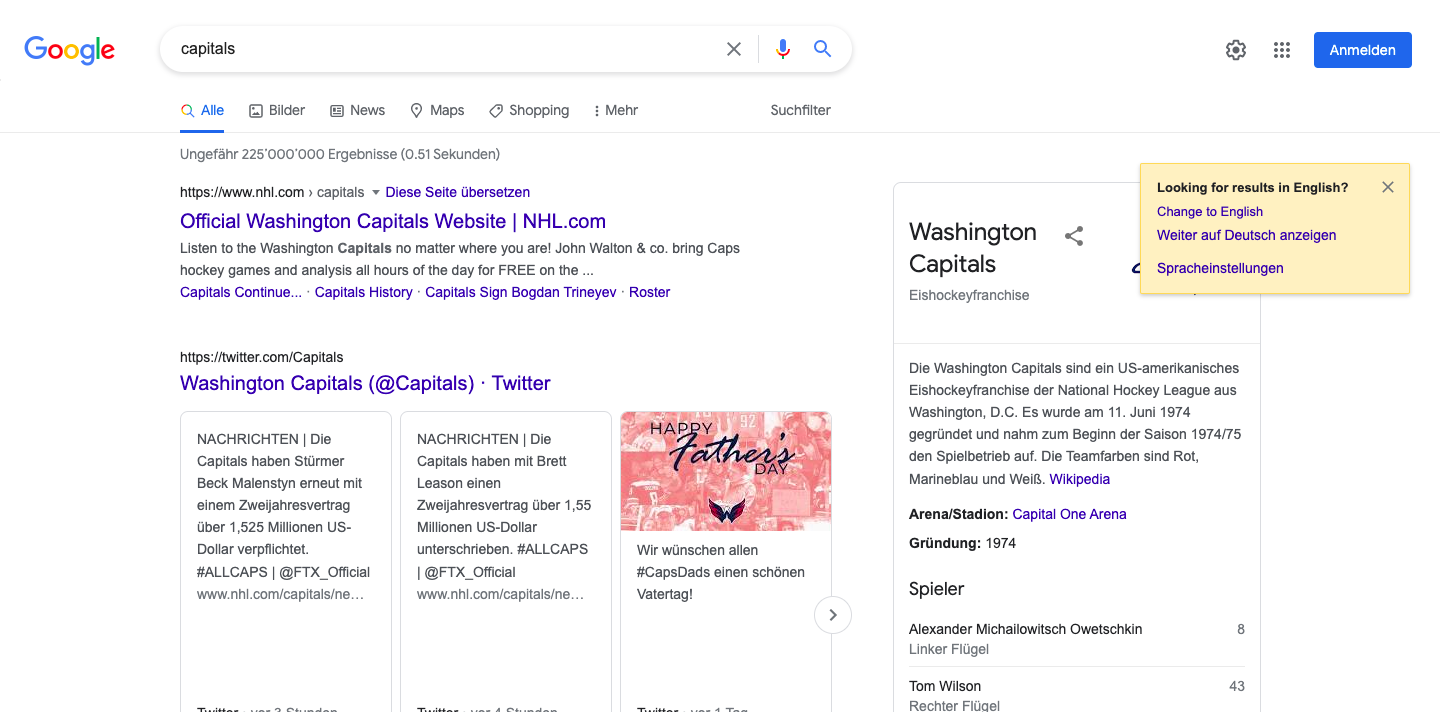 Google
capitals
Anmelden
Alle
Bilder
News
Maps
Shopping
Mehr
Suchfilter
Ungefähr 225’000’000 Ergebnisse (0.51 Sekunden)
https://www.nhl.com › capitals
Diese Seite übersetzen
Official Washington Capitals Website | NHL.com
Listen to the Washington Capitals no matter where you are! John Walton & co. bring Caps
hockey games and analysis all hours of the day for FREE on the ...
Capitals Continue... · Capitals History · Capitals Sign Bogdan Trineyev · Roster
https://twitter.com/Capitals
Washington Capitals (@Capitals) · Twitter
NACHRICHTEN | Die
Capitals haben Stürmer
Beck Malenstyn erneut mit
einem Zweijahresvertrag
über 1,525 Millionen US-
Dollar verpflichtet.
#ALLCAPS | @FTX_Official
www.nhl.com/capitals/ne…
Twitter · vor 3 Stunden
NACHRICHTEN | Die
Capitals haben mit Brett
Leason einen
Zweijahresvertrag über 1,55
Millionen US-Dollar
unterschrieben. #ALLCAPS
| @FTX_Official
www.nhl.com/capitals/ne…
Twitter · vor 4 Stunden
HAPPY
Father's
DAY
Wir wünschen allen
#CapsDads einen schönen
Vatertag!
Twitter · vor 1 Tag
Looking for results in English?
Change to English
Weiter auf Deutsch anzeigen
Spracheinstellungen
Washington
Capitals
Eishockeyfranchise
Die Washington Capitals sind ein US-amerikanisches
Eishockeyfranchise der National Hockey League aus
Washington, D.C. Es wurde am 11. Juni 1974
gegründet und nahm zum Beginn der Saison 1974/75
den Spielbetrieb auf. Die Teamfarben sind Rot,
Marineblau und Weiß. Wikipedia
Arena/Stadion: Capital One Arena
Gründung: 1974
Spieler
Alexander Michailowitsch Owetschkin 8
Linker Flügel
Tom Wilson 43
Rechter Flügel